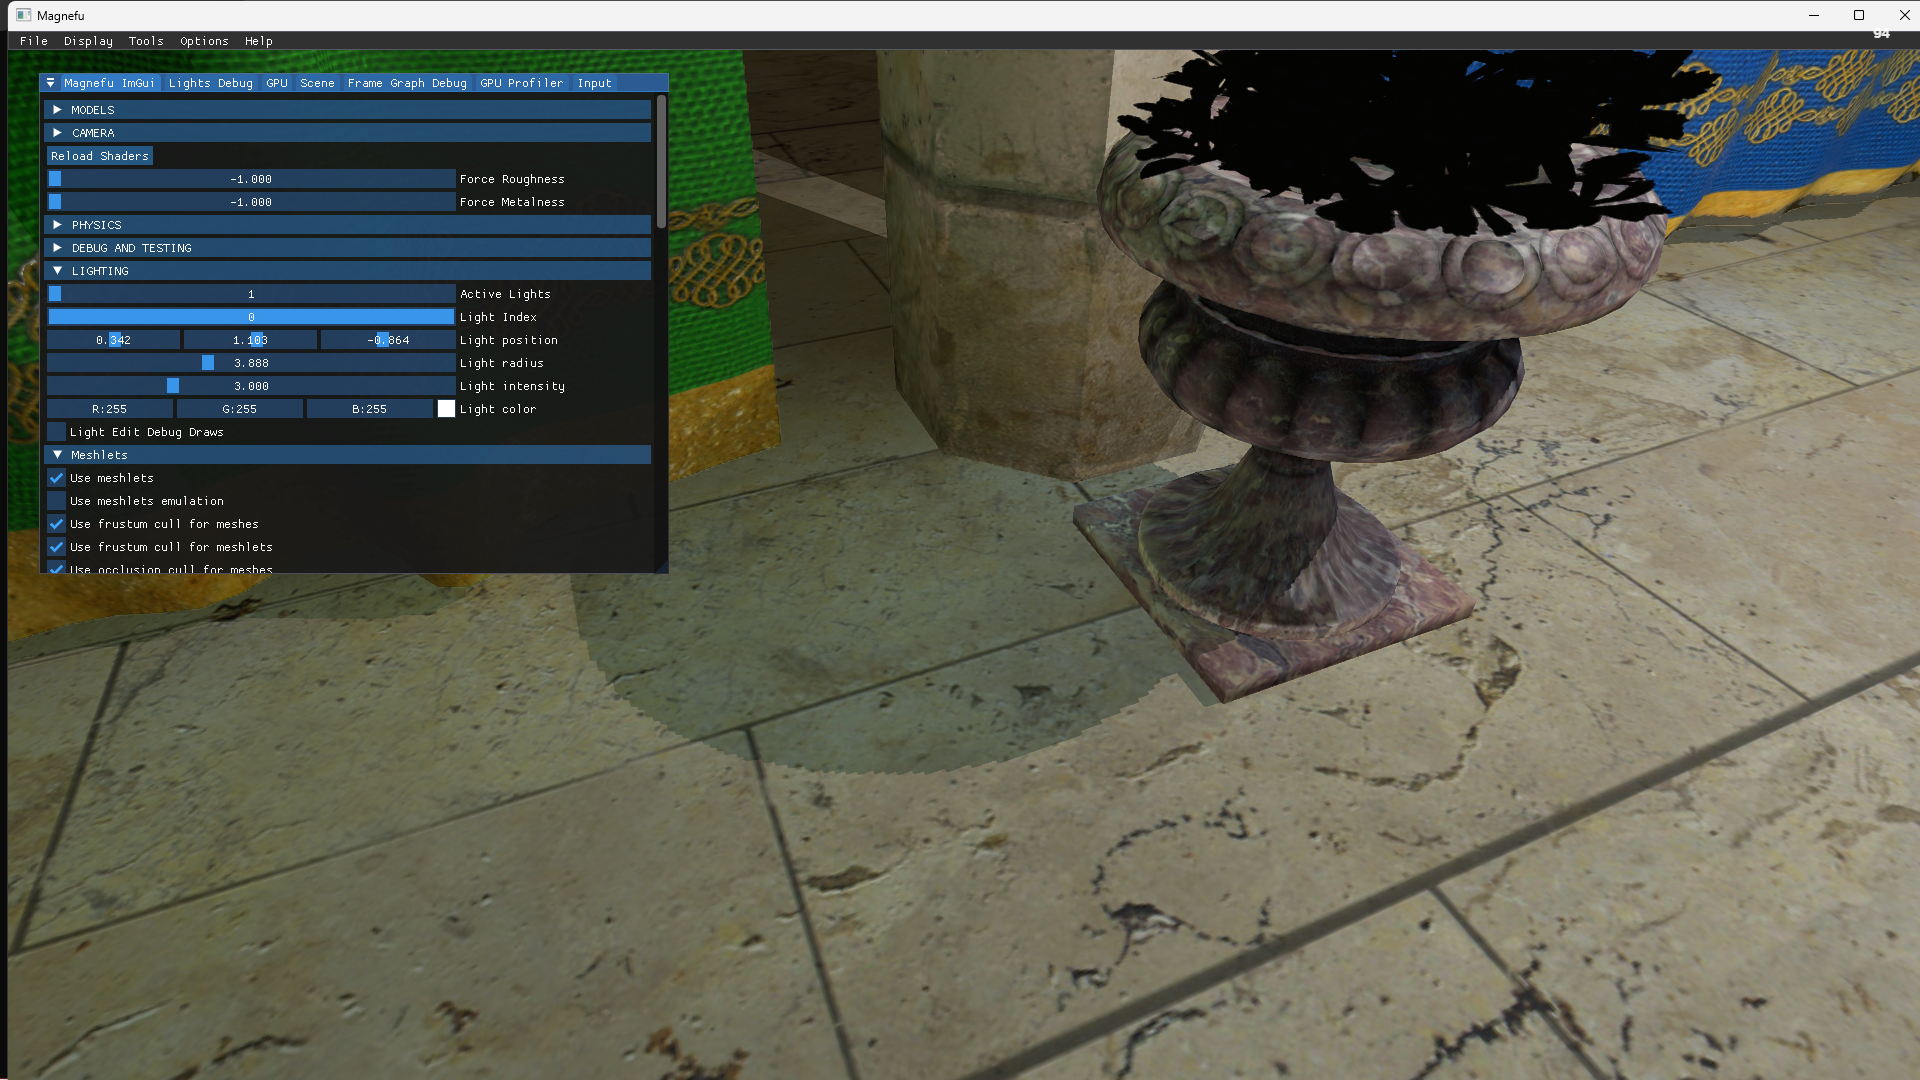 Magnefu
File Display Tools Options Help
94
Magnefu ImGui Lights Debug GPU Scene Frame Graph Debug GPU Profiler Input
MODELS
CAMERA
Reload Shaders
-1.000 Force Roughness
-1.000 Force Metalness
PHYSICS
DEBUG AND TESTING
LIGHTING
1 Active Lights
0 Light Index
0.342 1.103 -0.864 Light position
3.888 Light radius
3.000 Light intensity
R:255 G:255 B:255 Light color
Light Edit Debug Draws
Meshlets
Use meshlets
Use meshlets emulation
Use frustum cull for meshes
Use frustum cull for meshlets
Use occlusion cull for meshes